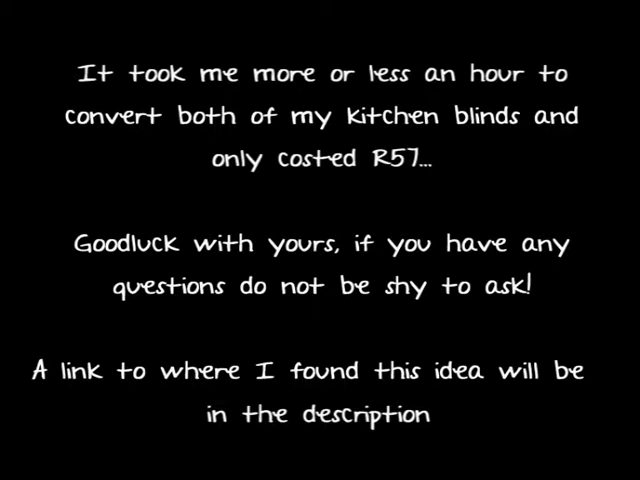 It took me more or less an hour to
convert both of my kitchen blinds and
only costed R57...
Goodluck with yours, if you have any
questions do not be shy to ask!
A link to where I found this idea will be
in the description